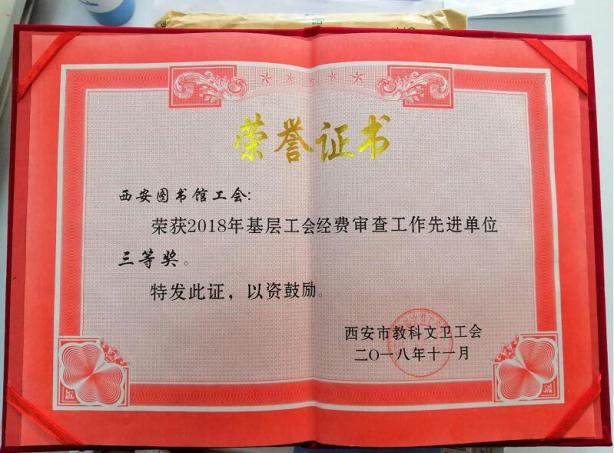 荣誉证书
西安图书馆工会:
荣获2018年基层工会经费审查工作先进单位
三等奖。
特发此证，以资鼓励。
西安市教科文卫工会
二〇一八年十一月